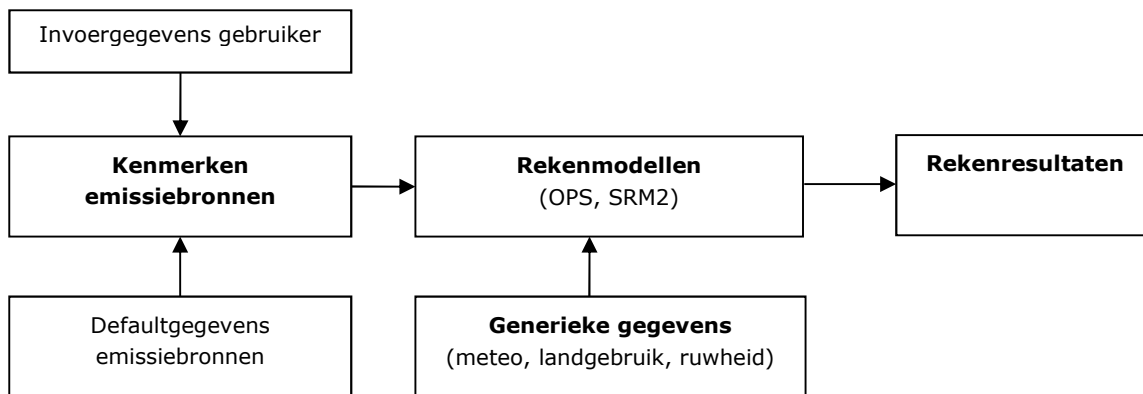 Invoergegevens gebruiker
Kenmerken
emissiebronnen
Rekenmodellen
(OPS, SRM2)
Rekenresultaten
Defaultgegevens
emissiebronnen
Generieke gegevens
(meteo, landgebruik, ruwheid)